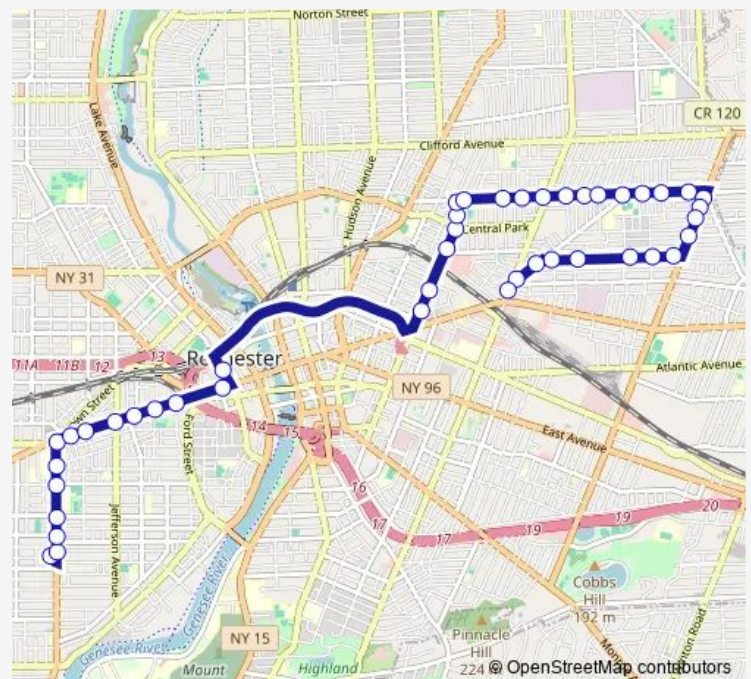 Norton Street
CR 120
Lake Avenue
Clifford Avenue
Hudson Avenue
Central Park
NY 31
11A 11B 12 13
Rochester
Atlantic Avenue
NY 96
14 15
East Avenue
Ford Street
16
17 17 19 19 20
Jefferson Avenue
Cobbs
Hill
192 m
Genesee River
NY 15
Pinnacle
Hill
Genesee River
Mount
Highland
© OpenStreetMap contributors